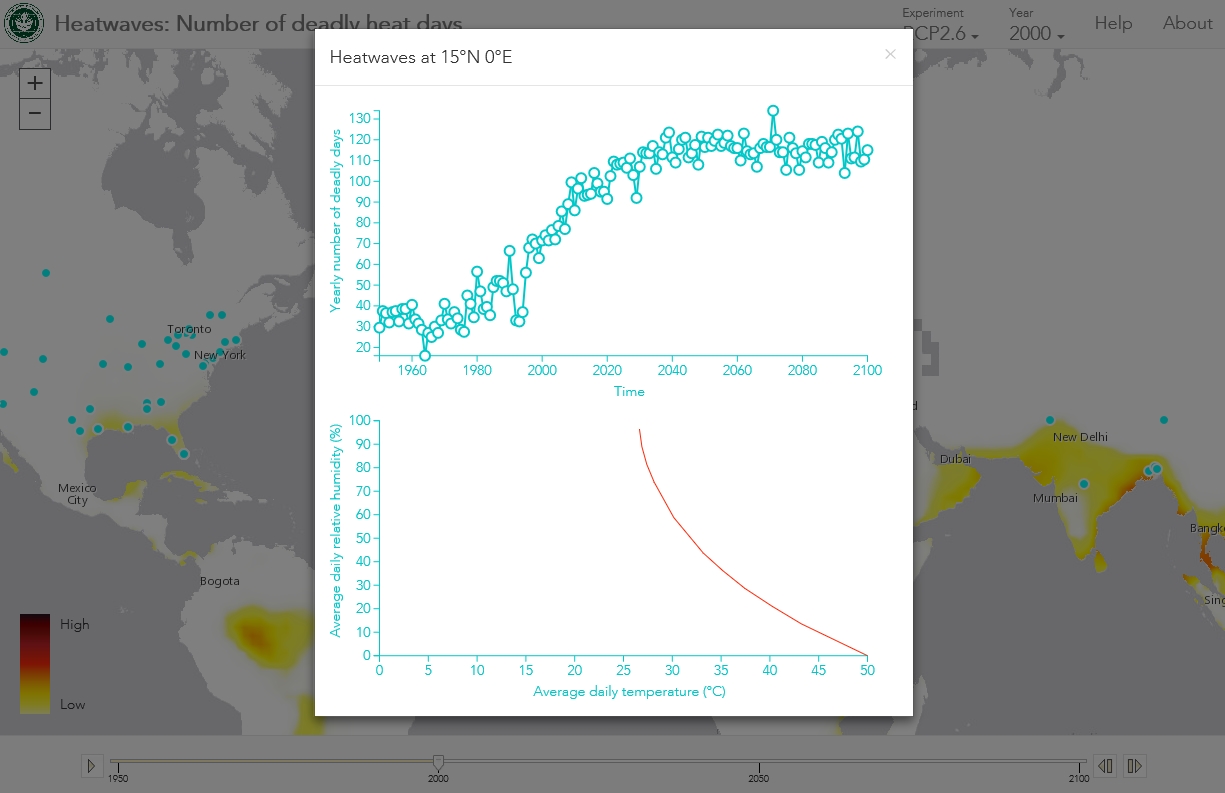 Heatwaves: Number of deadly heat days
Experiment
CP2.6
Year
2000
Help
About
Heatwaves at 15°N 0°E
×
+
−
Yearly number of deadly days
130
120
110
100
90
80
70
60
50
40
30
20
1960 1980 2000 2020 2040 2060 2080 2100
Time
Average daily relative humidity (%)
100
90
80
70
60
50
40
30
20
10
0
0 5 10 15 20 25 30 35 40 45 50
Average daily temperature (°C)
Toronto
New York
Mexico
City
Bogota
d
New Delhi
Dubai
Mumbai
Bangk
Sing
High
Low
1950 2000 2050 2100